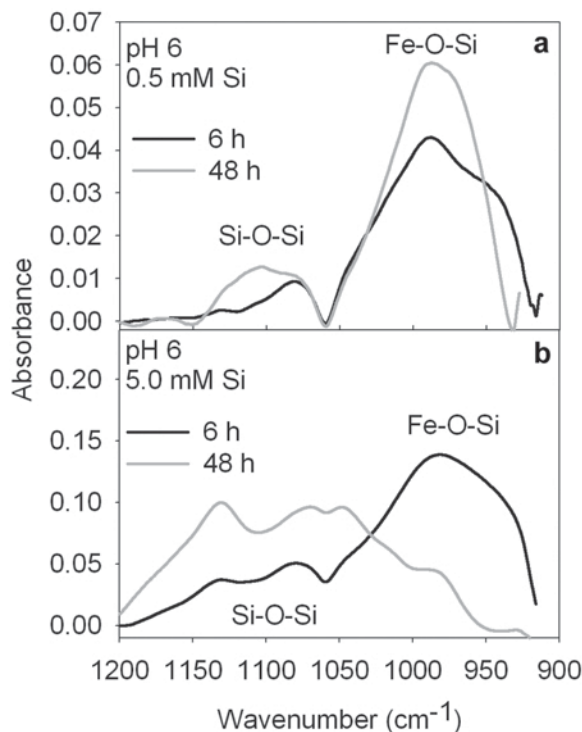 a
pH 6
0.5 mM Si
Fe-O-Si
6 h
48 h
Si-O-Si
0.07
0.06
0.05
0.04
0.03
0.02
0.01
0.00
Absorbance
b
pH 6
5.0 mM Si
6 h
48 h
Fe-O-Si
Si-O-Si
0.20
0.15
0.10
0.05
0.00
1200 1150 1100 1050 1000 950 900
Wavenumber (cm⁻¹)